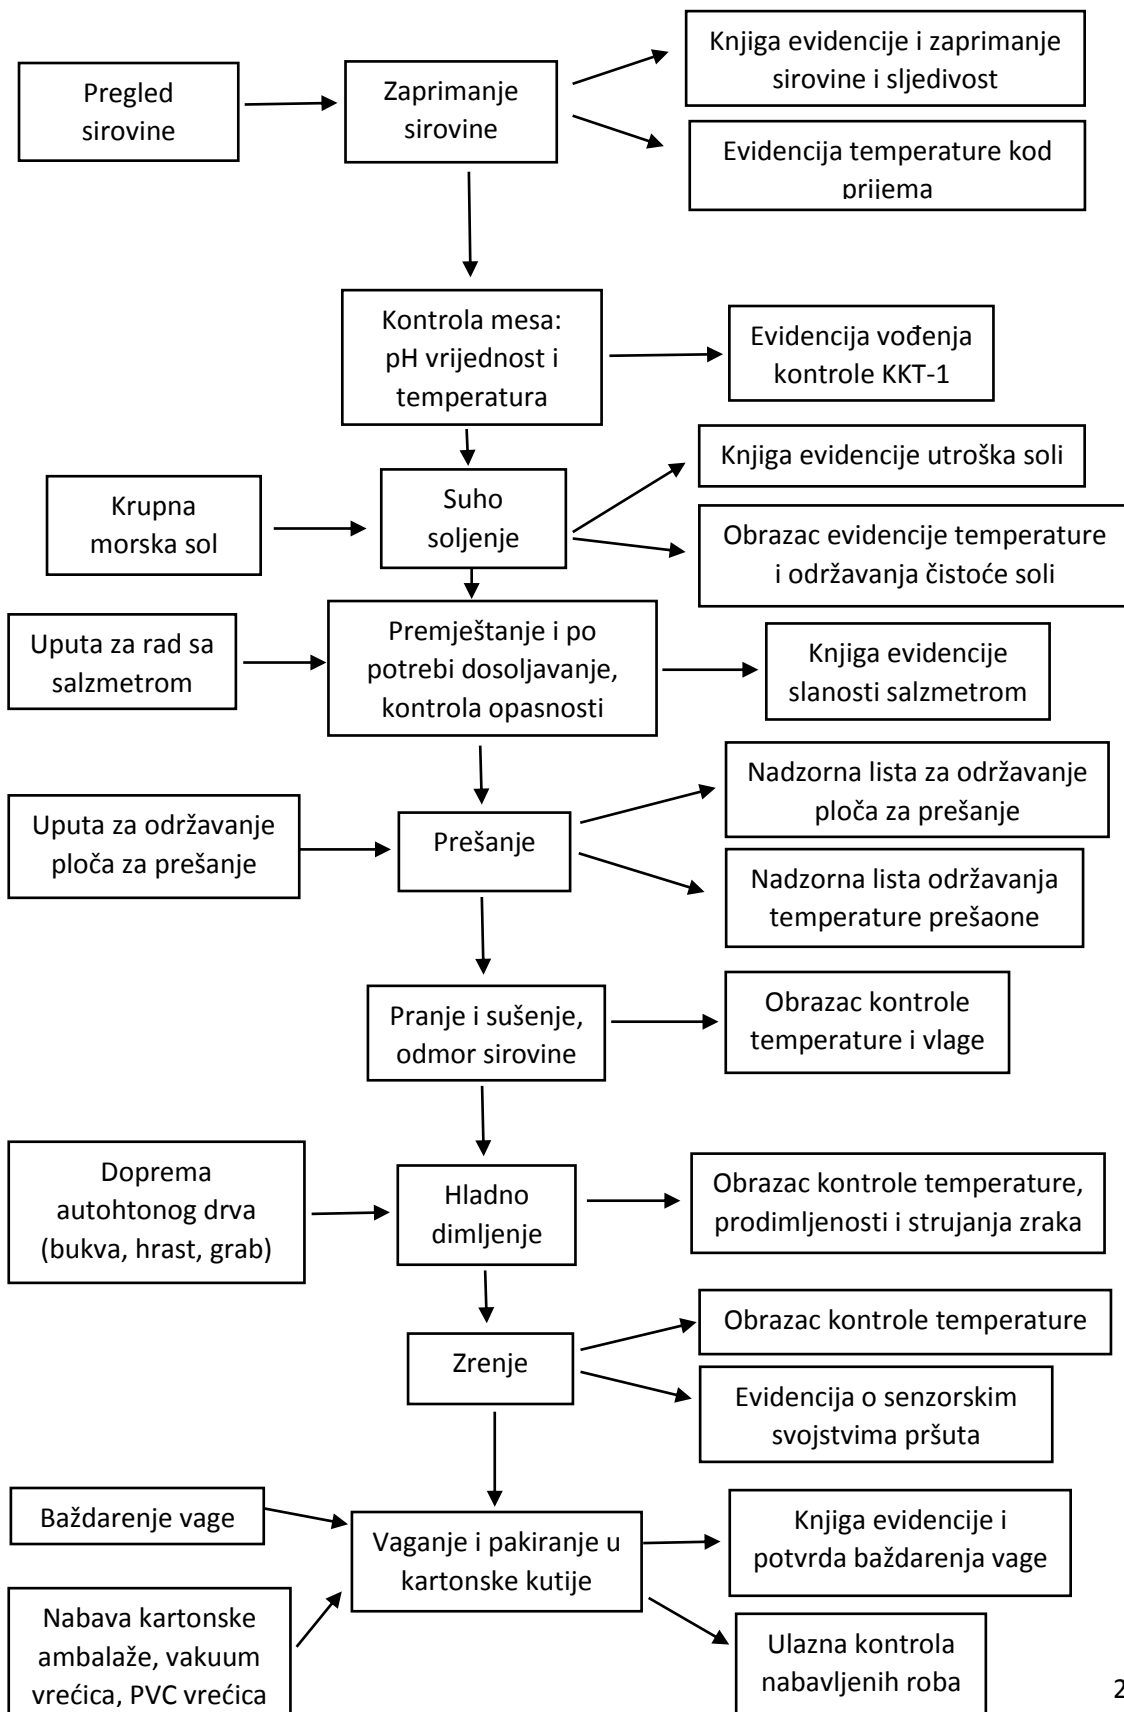 Knjiga evidencije i zaprimanje
sirovine i sljedivost
Pregled
sirovine
Zaprimanje
sirovine
Evidencija temperature kod
prijema
Kontrola mesa:
pH vrijednost i
temperatura
Evidencija vođenja
kontrole KKT-1
Knjiga evidencije utroška soli
Krupna
morska sol
Suho
soljenje
Obrazac evidencije temperature
i održavanja čistoće soli
Uputa za rad sa
salzmetrom
Premještanje i po
potrebi dosoljavanje,
kontrola opasnosti
Knjiga evidencije
slanosti salzmetrom
Nadzorna lista za održavanje
ploča za prešanje
Uputa za održavanje
ploča za prešanje
Prešanje
Nadzorna lista održavanja
temperature prešaone
Pranje i sušenje,
odmor sirovine
Obrazac kontrole
temperature i vlage
Doprema
autohtonog drva
(bukva, hrast, grab)
Hladno
dimljenje
Obrazac kontrole temperature,
prodimljenosti i strujanja zraka
Obrazac kontrole temperature
Zrenje
Evidencija o senzorskim
svojstvima pršuta
Baždarenje vage
Vaganje i pakiranje u
kartonske kutije
Knjiga evidencije i
potvrda baždarenja vage
Nabava kartonske
ambalaže, vakuum
vrećica, PVC vrećica
Ulazna kontrola
nabavljenih roba
2